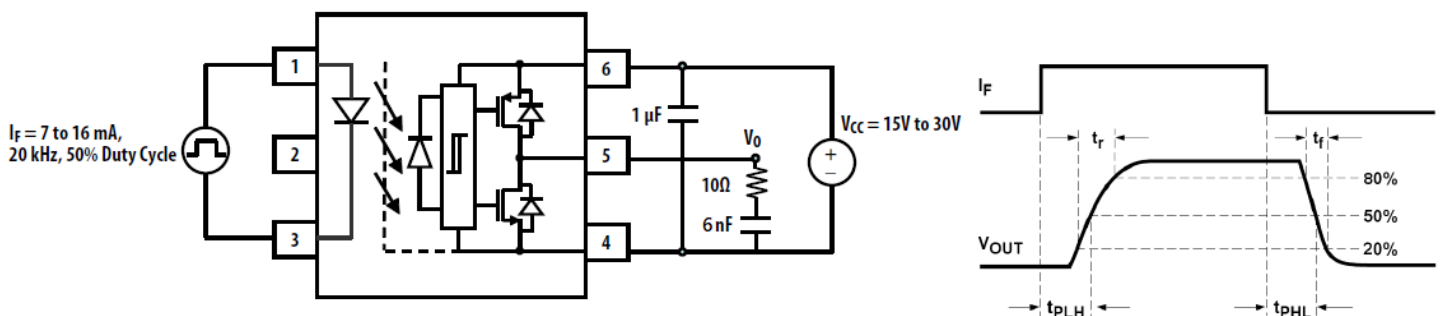 I_F = 7 to 16 mA,
20 kHz, 50% Duty Cycle
1
2
3
6
5
4
1 μF
V_0
10Ω
6 nF
V_CC = 15V to 30V
+
−
I_F
t_r
t_f
80%
50%
20%
V_OUT
t_PLH
t_PHL